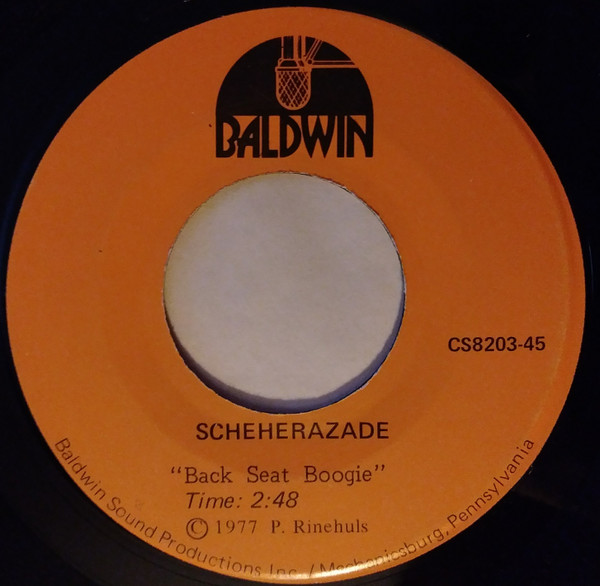 BALDWIN
CS8203-45
SCHEHERAZADE
"Back Seat Boogie"
Time: 2:48
© 1977 P. Rinehuls
Baldwin Sound Productions Inc. / Mechanicsburg, Pennsylvania